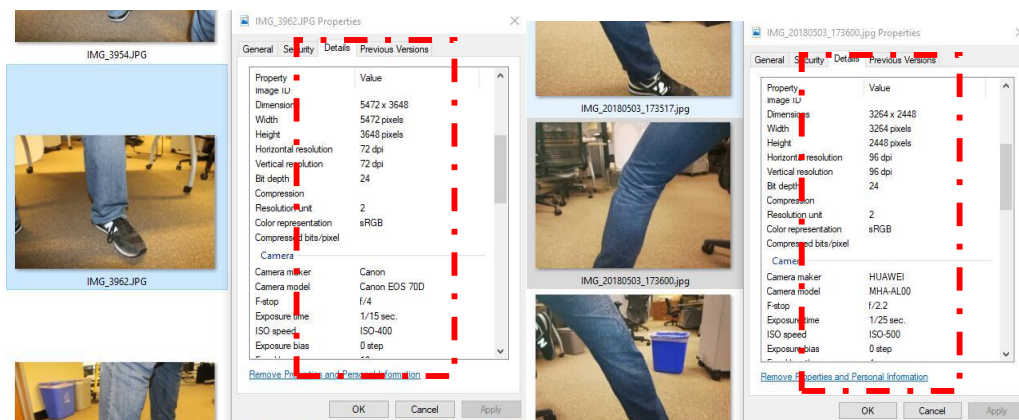 IMG_3954.JPG
IMG_3962.JPG
IMG_3962.JPG Properties
General Security Details Previous Versions
Property Value
Image ID
Dimensions 5472 x 3648
Width 5472 pixels
Height 3648 pixels
Horizontal resolution 72 dpi
Vertical resolution 72 dpi
Bit depth 24
Compression
Resolution unit 2
Color representation sRGB
Compressed bits/pixel
Camera
Camera maker Canon
Camera model Canon EOS 70D
F-stop f/4
Exposure time 1/15 sec.
ISO speed ISO-400
Exposure bias 0 step
Remove Properties and Personal Information
OK Cancel Apply
IMG_20180503_173517.jpg
IMG_20180503_173600.jpg
IMG_20180503_173600.jpg Properties
General Security Details Previous Versions
Property Value
Image ID
Dimensions 3264 x 2448
Width 3264 pixels
Height 2448 pixels
Horizontal resolution 96 dpi
Vertical resolution 96 dpi
Bit depth 24
Compression
Resolution unit 2
Color representation sRGB
Compressed bits/pixel
Camera
Camera maker HUAWEI
Camera model MHA-AL00
F-stop f/2.2
Exposure time 1/25 sec.
ISO speed ISO-500
Exposure bias 0 step
Remove Properties and Personal Information
OK Cancel Apply